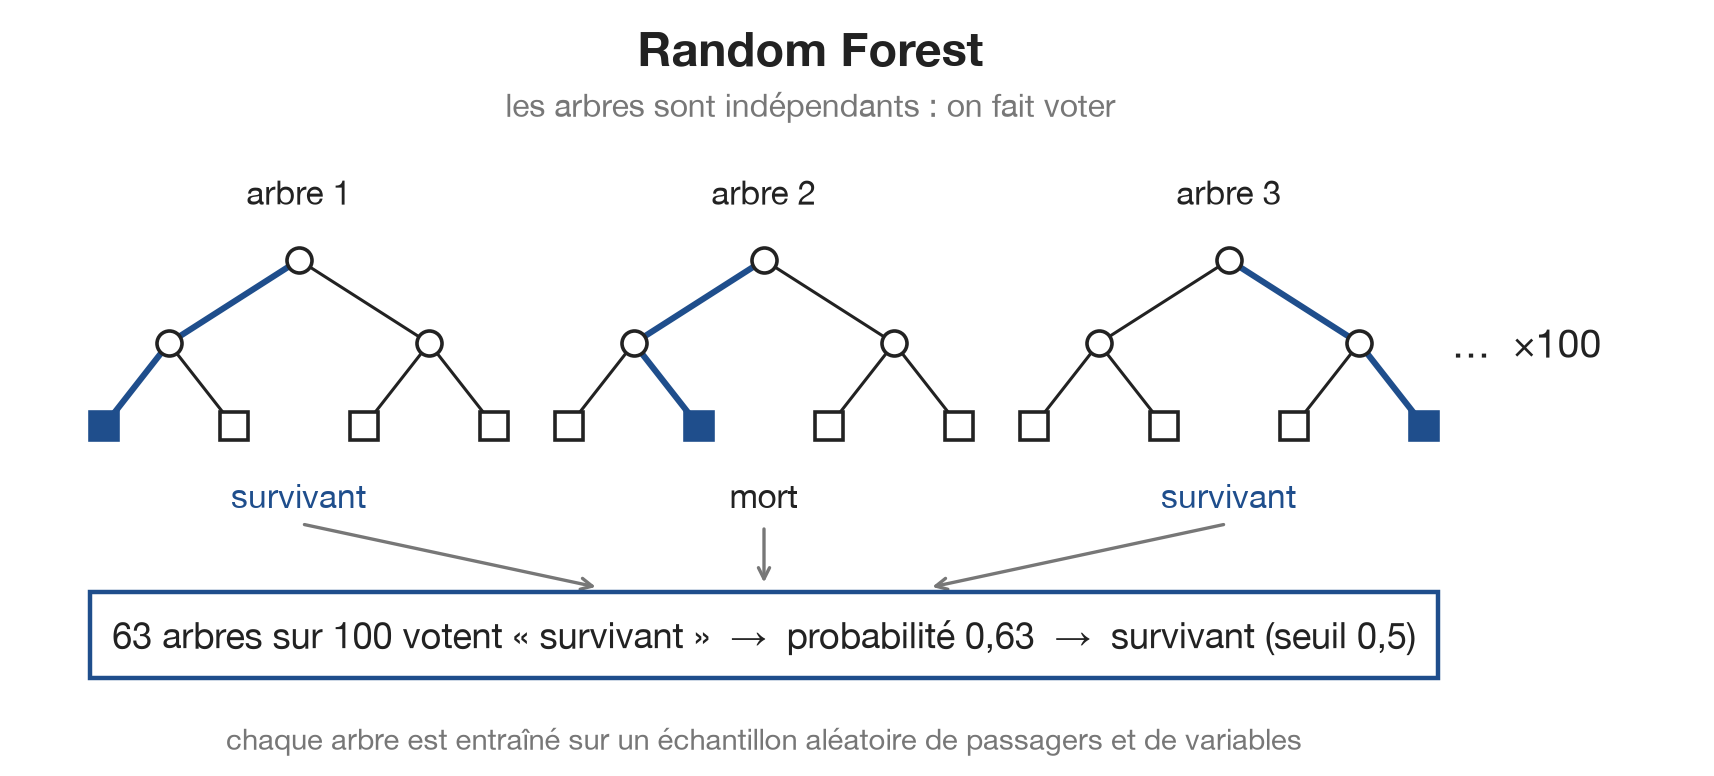 Random Forest
les arbres sont indépendants : on fait voter
arbre 1
arbre 2
arbre 3
... ×100
survivant
mort
survivant
63 arbres sur 100 votent « survivant » → probabilité 0,63 → survivant (seuil 0,5)
chaque arbre est entraîné sur un échantillon aléatoire de passagers et de variables